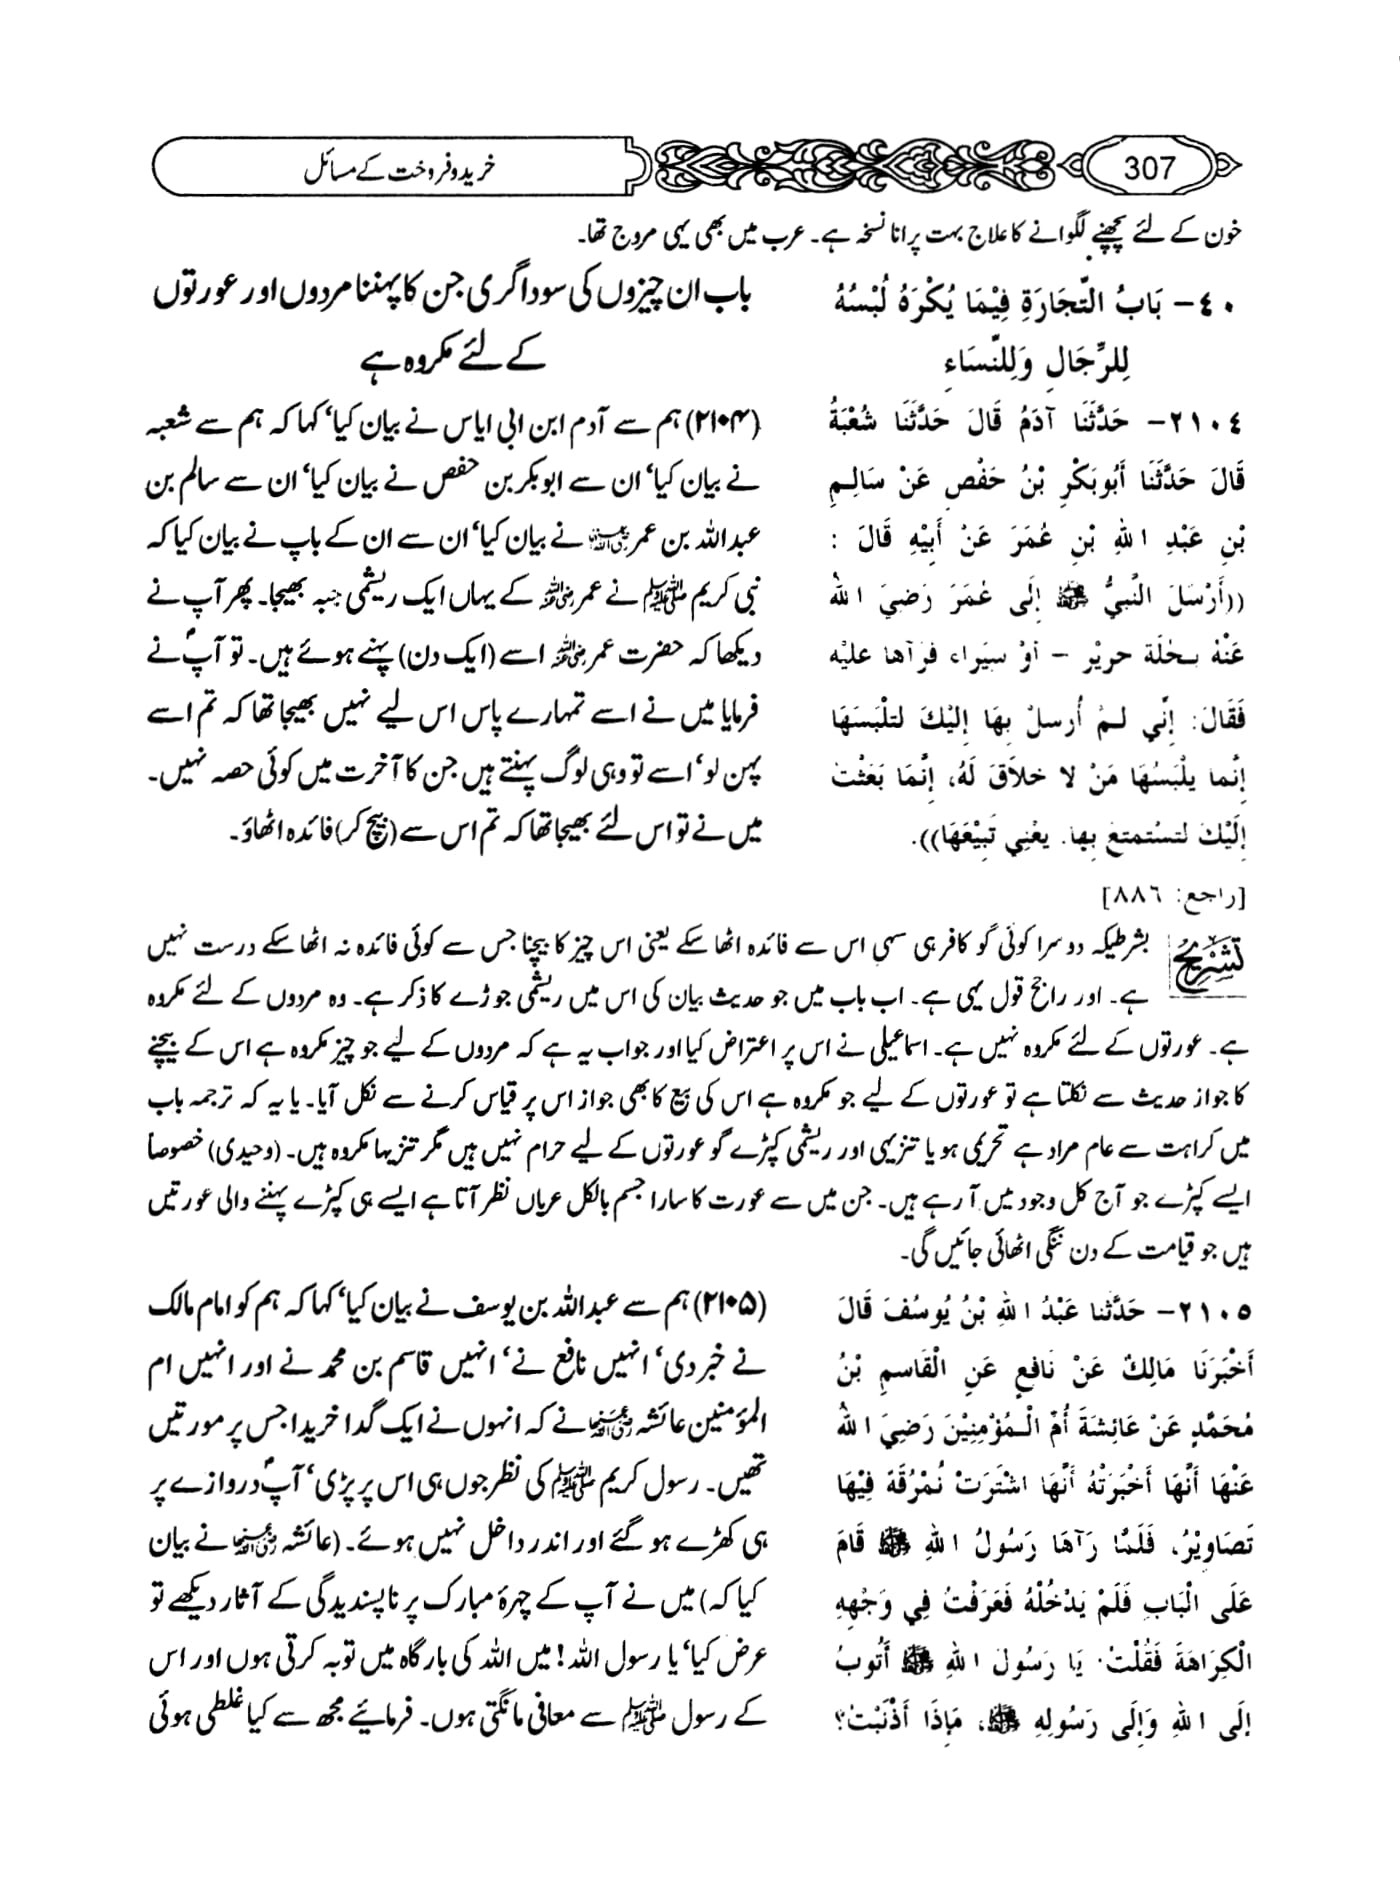 307
خرید و فروخت کے مسائل
خون کے لئے پچھنے لگوانے کا علاج بہت پرانا نسخہ ہے۔ عرب میں بھی یہی مروج تھا۔
٤٠- بَابُ التِّجَارَةِ فِيْمَا يُكْرَهُ لُبْسُهُ
لِلرِّجَالِ وَلِلنِّسَاءِ
٢١٠٤- حَدَّثَنَا آدَمُ قَالَ حَدَّثَنَا شُعْبَةُ
قَالَ حَدَّثَنَا أَبُوبَكْرِ بْنُ حَفْصٍ عَنْ سَالِمِ
بْنِ عَبْدِ اللهِ بْنِ عُمَرَ عَنْ أَبِيْهِ قَالَ :
((أَرْسَلَ النَّبِيُّ ﷺ إِلَى عُمَرَ رَضِيَ اللهُ
عَنْهُ بِحُلَّةِ حَرِيْرٍ – أَوْ سِيَرَاءَ فَرَآهَا عَلَيْهِ
فَقَالَ: إِنِّي لَمْ أُرْسِلْ بِهَا إِلَيْكَ لِتَلْبَسَهَا
إِنَّمَا يَلْبَسُهَا مَنْ لاَ خَلاَقَ لَهُ، إِنَّمَا بَعَثْتُ
إِلَيْكَ لِتَسْتَمْتِعَ بِهَا. يَعْنِي تَبِيْعَهَا)).
[راجع: ٨٨٦]
باب ان چیزوں کی سوداگری جن کا پہننا مردوں اور عورتوں
کے لئے مکروہ ہے
(۲۱۰۴) ہم سے آدم ابن ابی ایاس نے بیان کیا‘ کہا کہ ہم سے شعبہ
نے بیان کیا‘ ان سے ابوبکر بن حفص نے بیان کیا‘ ان سے سالم بن
عبداللہ بن عمر رضی اللہ عنہما نے بیان کیا‘ ان سے ان کے باپ نے بیان کیا کہ
نبی کریم ﷺ نے عمر رضی اللہ عنہ کے یہاں ایک ریشمی جبہ بھیجا۔ پھر آپ نے
دیکھا کہ حضرت عمر رضی اللہ عنہ اسے (ایک دن) پہنے ہوئے ہیں۔ تو آپؐ نے
فرمایا میں نے اسے تمہارے پاس اس لیے نہیں بھیجا تھا کہ تم اسے
پہن لو‘ اسے تو وہی لوگ پہنتے ہیں جن کا آخرت میں کوئی حصہ نہیں۔
میں نے تو اس لئے بھیجا تھا کہ تم اس سے (بیچ کر) فائدہ اٹھاؤ۔
تشریح بشرطیکہ دوسرا کوئی گو کافر ہی سہی اس سے فائدہ اٹھا سکے یعنی اس چیز کا بیچنا جس سے کوئی فائدہ نہ اٹھا سکے درست نہیں
ہے۔ اور راجح قول یہی ہے۔ اب باب میں جو حدیث بیان کی اس میں ریشمی جوڑے کا ذکر ہے۔ وہ مردوں کے لئے مکروہ
ہے۔ عورتوں کے لئے مکروہ نہیں ہے۔ اسماعیلی نے اس پر اعتراض کیا اور جواب یہ ہے کہ مردوں کے لیے جو چیز مکروہ ہے اس کے بیچنے
کا جواز حدیث سے نکلتا ہے تو عورتوں کے لیے جو مکروہ ہے اس کی بیع کا بھی جواز اس پر قیاس کرنے سے نکل آیا۔ یا یہ کہ ترجمہ باب
میں کراہت سے عام مراد ہے تحریمی ہو یا تنزیہی اور ریشمی کپڑے گو عورتوں کے لیے حرام نہیں ہیں مگر تنزیہا مکروہ ہیں۔ (وحیدی) خصوصاً
ایسے کپڑے جو آج کل وجود میں آ رہے ہیں۔ جن میں سے عورت کا سارا جسم بالکل عریاں نظر آتا ہے ایسے ہی کپڑے پہننے والی عورتیں
ہیں جو قیامت کے دن ننگی اٹھائی جائیں گی۔
٢١٠٥- حَدَّثَنَا عَبْدُ اللهِ بْنُ يُوسُفَ قَالَ
أَخْبَرَنَا مَالِكٌ عَنْ نَافِعٍ عَنِ الْقَاسِمِ بْنُ
مُحَمَّدٍ عَنْ عَائِشَةَ أُمِّ الْـمُؤْمِنِيْنَ رَضِيَ اللهُ
عَنْهَا أَنَّهَا أَخْبَرَتْهُ أَنَّهَا اشْتَرَتْ نُمْرُقَةً فِيْهَا
تَصَاوِيْرُ، فَلَمَّا رَآهَا رَسُولُ اللهِ ﷺ قَامَ
عَلَى الْبَابِ فَلَمْ يَدْخُلْهُ فَعَرَفْتُ فِي وَجْهِهِ
الْكِرَاهَةَ فَقُلْتُ: يَا رَسُولَ اللهِ ﷺ أَتُوبُ
إِلَى اللهِ وَإِلَى رَسُولِهِ ﷺ، مَاذَا أَذْنَبْتُ؟
(۲۱۰۵) ہم سے عبداللہ بن یوسف نے بیان کیا‘ کہا کہ ہم کو امام مالک
نے خبر دی‘ انہیں نافع نے‘ انہیں قاسم بن محمد نے اور انہیں ام
المؤمنین عائشہ رضی اللہ عنہا نے کہ انہوں نے ایک گدا خریدا جس پر مورتیں
تھیں۔ رسول کریم ﷺ کی نظر جوں ہی اس پر پڑی‘ آپؐ دروازے پر
ہی کھڑے ہو گئے اور اندر داخل نہیں ہوئے۔ (عائشہ رضی اللہ عنہا نے بیان
کیا کہ) میں نے آپ کے چہرۂ مبارک پر ناپسندیدگی کے آثار دیکھے تو
عرض کیا‘ یا رسول اللہ! میں اللہ کی بارگاہ میں توبہ کرتی ہوں اور اس
کے رسول ﷺ سے معافی مانگتی ہوں۔ فرمائیے مجھ سے کیا غلطی ہوئی